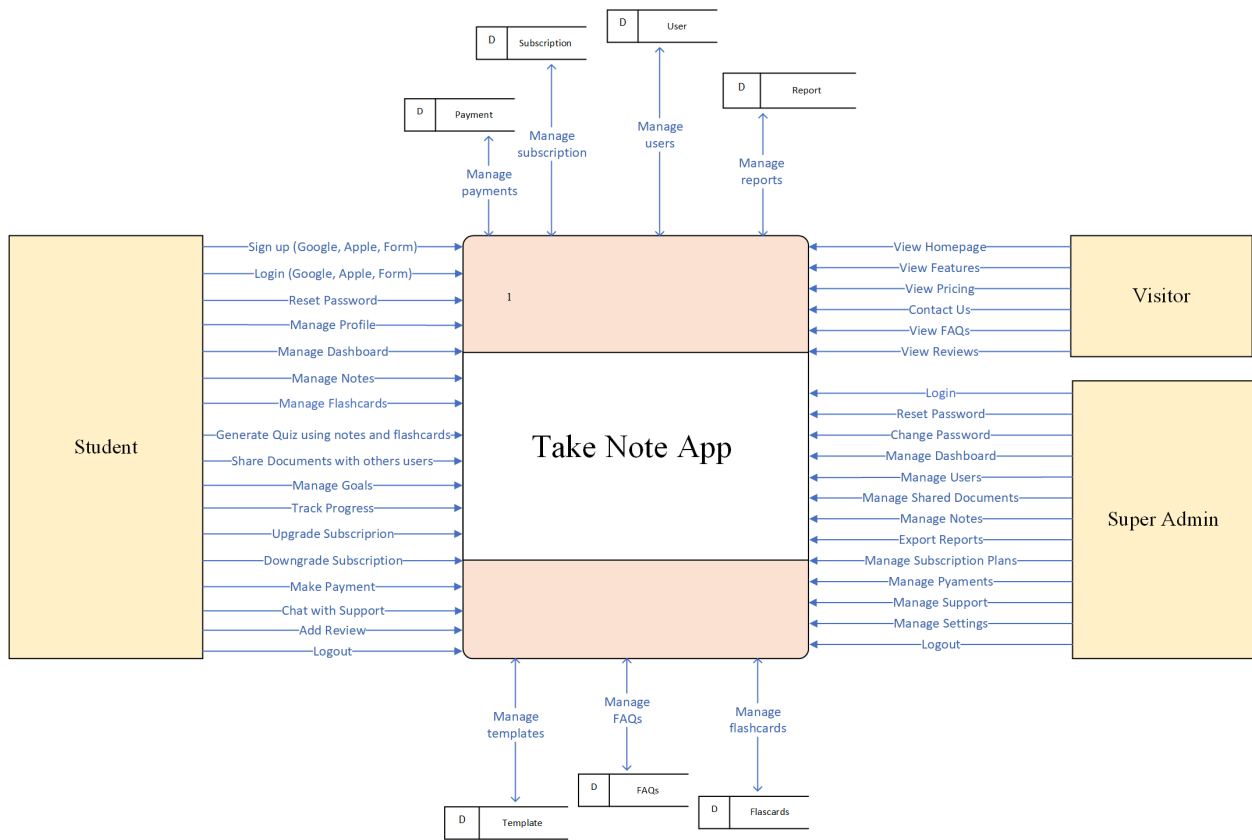 D
User
D
Subscription
D
Report
D
Payment
Manage
subscription
Manage
users
Manage
reports
Manage
payments
Student
Sign up (Google, Apple, Form)
Login (Google, Apple, Form)
Reset Password
Manage Profile
Manage Dashboard
Manage Notes
Manage Flashcards
Generate Quiz using notes and flashcards
Share Documents with others users
Manage Goals
Track Progress
Upgrade Subscriprion
Downgrade Subscription
Make Payment
Chat with Support
Add Review
Logout
1
Take Note App
View Homepage
View Features
View Pricing
Contact Us
View FAQs
View Reviews
Visitor
Login
Reset Password
Change Password
Manage Dashboard
Manage Users
Manage Shared Documents
Manage Notes
Export Reports
Manage Subscription Plans
Manage Pyaments
Manage Support
Manage Settings
Logout
Super Admin
Manage
templates
Manage
FAQs
Manage
flashcards
D
FAQs
D
Template
D
Flascards